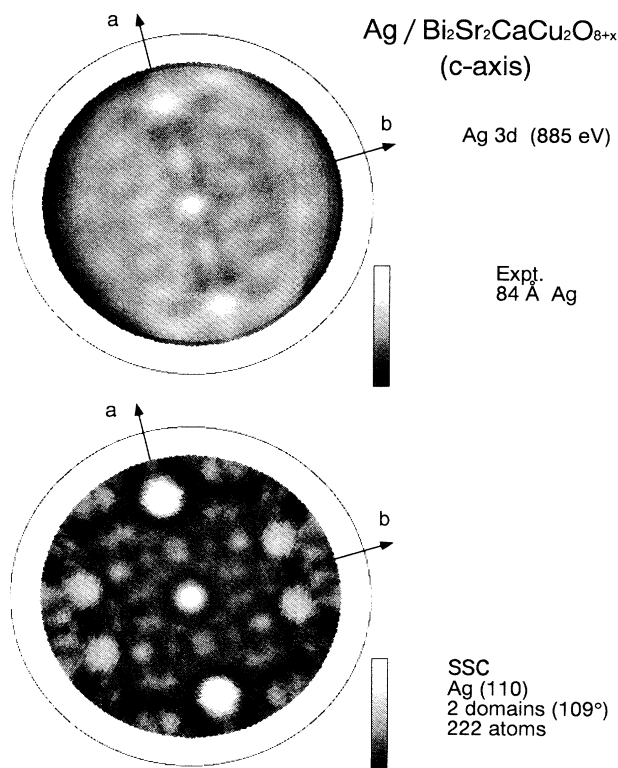 a
Ag / Bi₂Sr₂CaCu₂O₈₊ₓ
(c-axis)
b
Ag 3d (885 eV)
Expt.
84 Å Ag
a
b
SSC
Ag (110)
2 domains (109°)
222 atoms